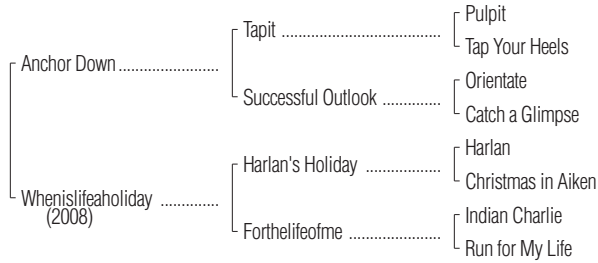 Pulpit
Tapit ......................................
Tap Your Heels
Anchor Down .......................
Orientate
Successful Outlook ..............
Catch a Glimpse
Harlan
Harlan's Holiday ..................
Christmas in Aiken
Whenislifeaholiday ..............
(2008)
Indian Charlie
Forthelifeofme ......................
Run for My Life